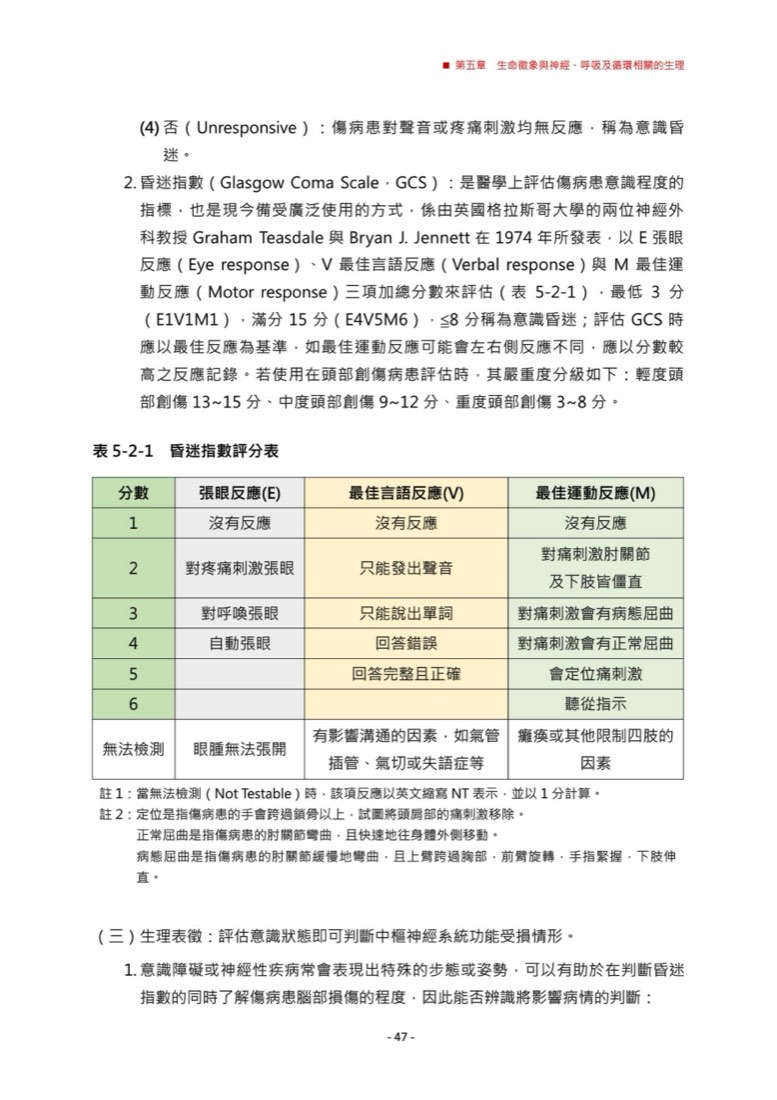 ■ 第五章　生命徵象與神經、呼吸及循環相關的生理
(4) 否（Unresponsive）：傷病患對聲音或疼痛刺激均無反應，稱為意識昏
迷。
2. 昏迷指數（Glasgow Coma Scale，GCS）：是醫學上評估傷病患意識程度的
指標，也是現今備受廣泛使用的方式，係由英國格拉斯哥大學的兩位神經外
科教授 Graham Teasdale 與 Bryan J. Jennett 在 1974 年所發表，以 E 張眼
反應（Eye response）、V 最佳言語反應（Verbal response）與 M 最佳運
動反應（Motor response）三項加總分數來評估（表 5-2-1），最低 3 分
（E1V1M1），滿分 15 分（E4V5M6），≦8 分稱為意識昏迷；評估 GCS 時
應以最佳反應為基準，如最佳運動反應可能會左右側反應不同，應以分數較
高之反應記錄。若使用在頭部創傷病患評估時，其嚴重度分級如下：輕度頭
部創傷 13~15 分、中度頭部創傷 9~12 分、重度頭部創傷 3~8 分。
表 5-2-1　昏迷指數評分表
分數　張眼反應(E)　最佳言語反應(V)　最佳運動反應(M)
1　沒有反應　沒有反應　沒有反應
2　對疼痛刺激張眼　只能發出聲音　對痛刺激肘關節
及下肢皆僵直
3　對呼喚張眼　只能說出單詞　對痛刺激會有病態屈曲
4　自動張眼　回答錯誤　對痛刺激會有正常屈曲
5　回答完整且正確　會定位痛刺激
6　聽從指示
無法檢測　眼腫無法張開　有影響溝通的因素，如氣管
插管、氣切或失語症等　癱瘓或其他限制四肢的
因素
註 1：當無法檢測（Not Testable）時，該項反應以英文縮寫 NT 表示，並以 1 分計算。
註 2：定位是指傷病患的手會跨過鎖骨以上，試圖將頭肩部的痛刺激移除。
正常屈曲是指傷病患的肘關節彎曲，且快速地往身體外側移動。
病態屈曲是指傷病患的肘關節緩慢地彎曲，且上臂跨過胸部，前臂旋轉，手指緊握，下肢伸
直。
（三）生理表徵：評估意識狀態即可判斷中樞神經系統功能受損情形。
1. 意識障礙或神經性疾病常會表現出特殊的步態或姿勢，可以有助於在判斷昏迷
指數的同時了解傷病患腦部損傷的程度，因此能否辨識將影響病情的判斷：
- 47 -